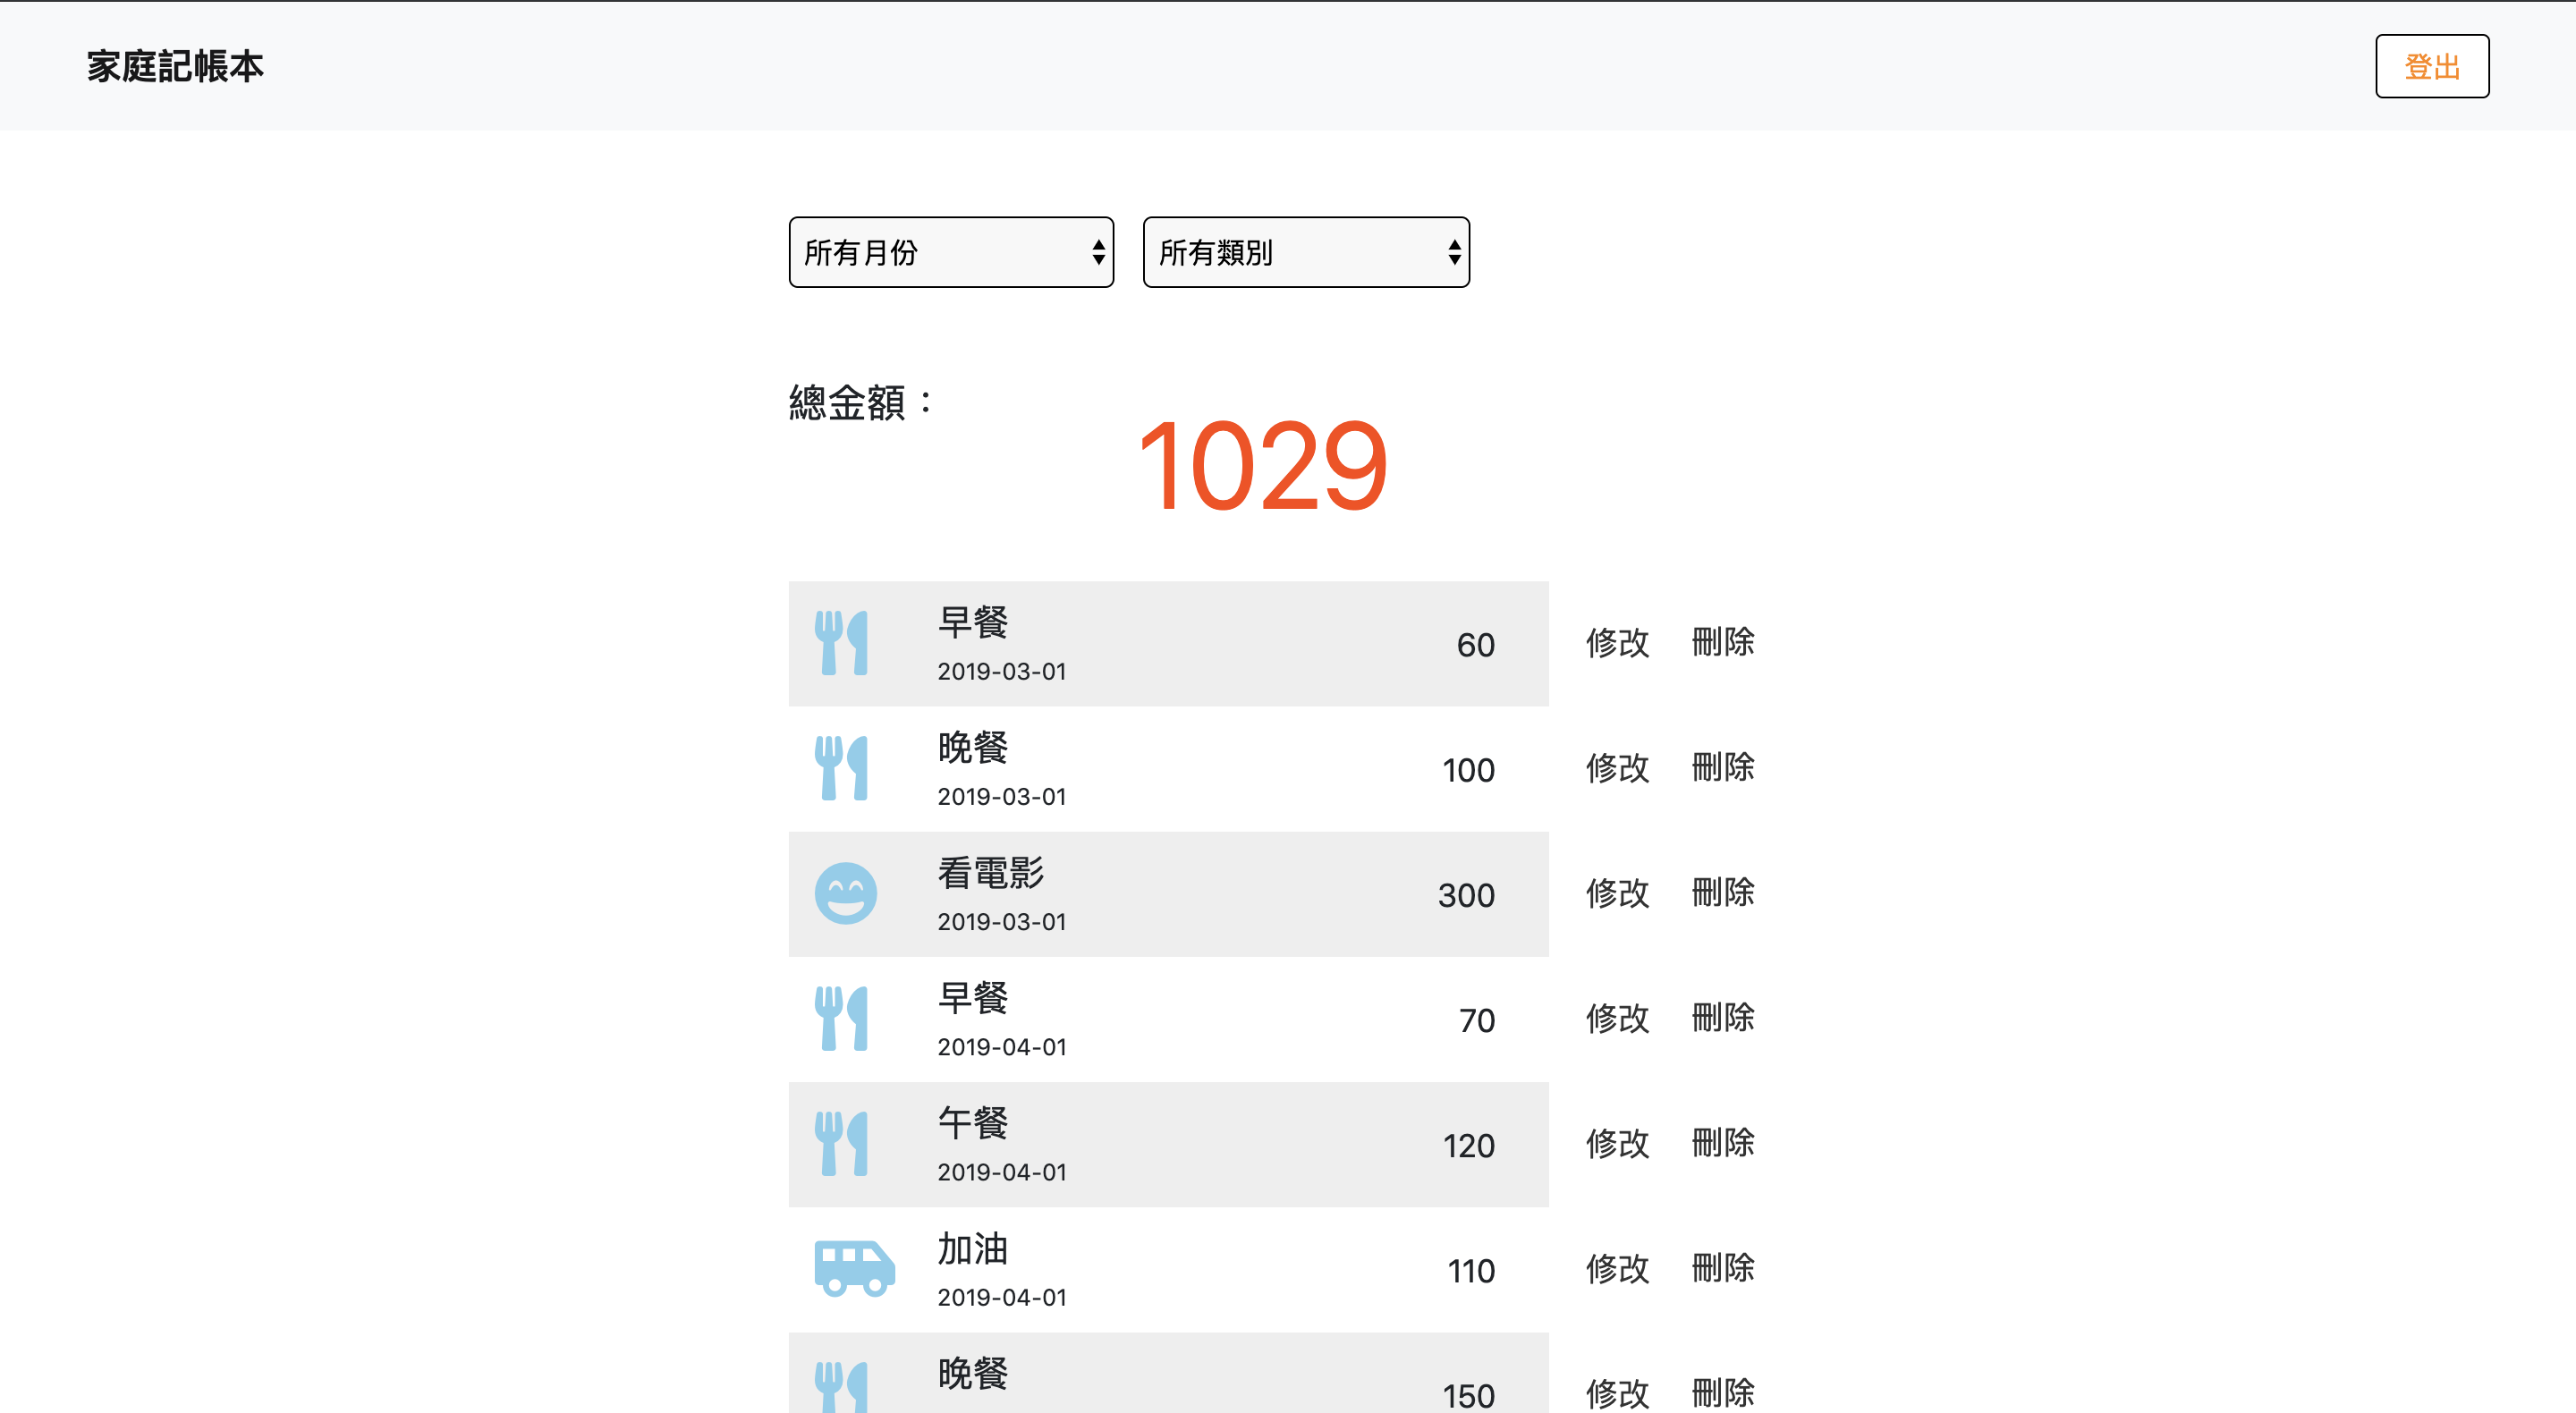 家庭記帳本 登出
所有月份 所有類別
總金額：
1029
早餐
2019-03-01
60 修改 刪除
晚餐
2019-03-01
100 修改 刪除
看電影
2019-03-01
300 修改 刪除
早餐
2019-04-01
70 修改 刪除
午餐
2019-04-01
120 修改 刪除
加油
2019-04-01
110 修改 刪除
晚餐
150 修改 刪除